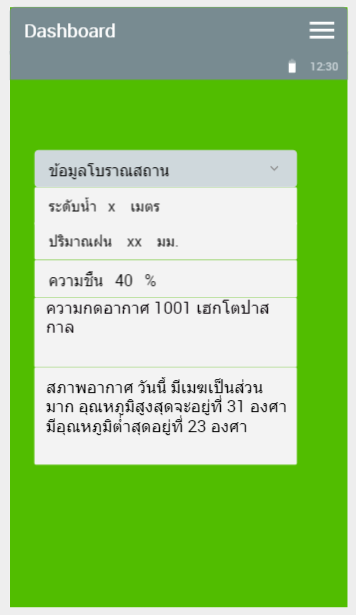 Dashboard
12:30
ข้อมูลโบราณสถาน
ระดับน้ำ x เมตร
ปริมาณฝน xx มม.
ความชื้น 40 %
ความกดอากาศ 1001 เฮกโตปาส
กาล
สภาพอากาศ วันนี้ มีเมฆเป็นส่วน
มาก อุณหภูมิสูงสุดจะอยู่ที่ 31 องศา
มีอุณหภูมิต่ำสุดอยู่ที่ 23 องศา